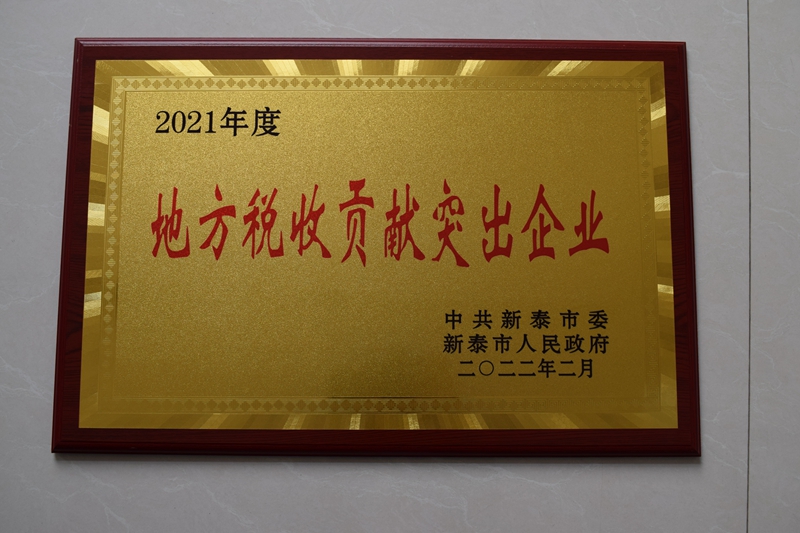 2021年度
地方税收贡献突出企业
中共新泰市委
新泰市人民政府
二〇二二年二月